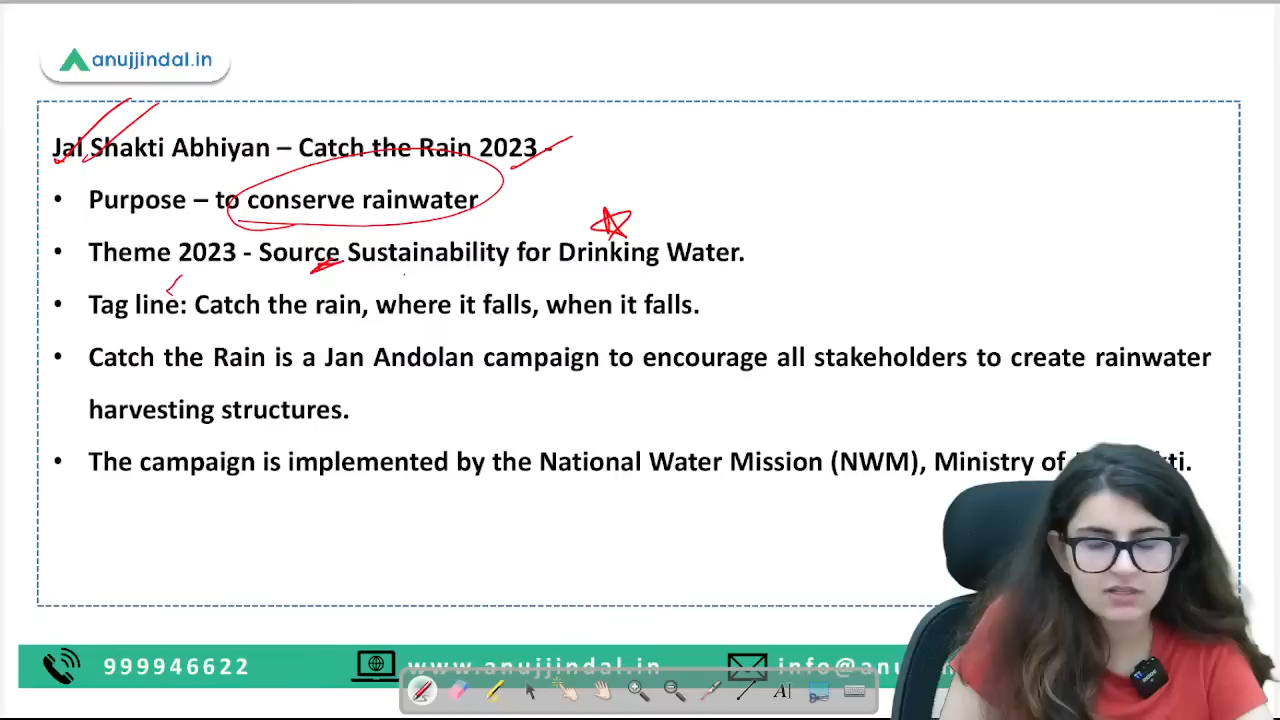 anujjindal.in
Jal Shakti Abhiyan – Catch the Rain 2023 -
• Purpose – to conserve rainwater
• Theme 2023 - Source Sustainability for Drinking Water.
• Tag line: Catch the rain, where it falls, when it falls.
• Catch the Rain is a Jan Andolan campaign to encourage all stakeholders to create rainwater
harvesting structures.
• The campaign is implemented by the National Water Mission (NWM), Ministry of
999946622 www.anujjindal.in